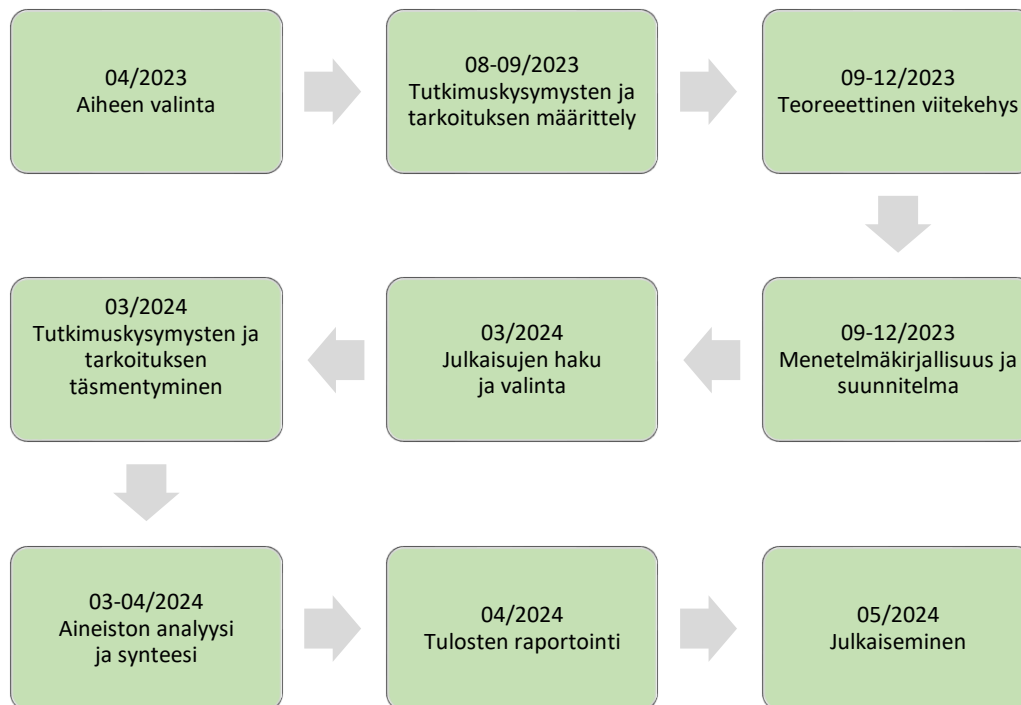 04/2023
Aiheen valinta
08-09/2023
Tutkimuskysymysten ja
tarkoituksen määrittely
09-12/2023
Teoreeettinen viitekehys
09-12/2023
Menetelmäkirjallisuus ja
suunnitelma
03/2024
Julkaisujen haku
ja valinta
03/2024
Tutkimuskysymysten ja
tarkoituksen
täsmentyminen
03-04/2024
Aineiston analyysi
ja synteesi
04/2024
Tulosten raportointi
05/2024
Julkaiseminen